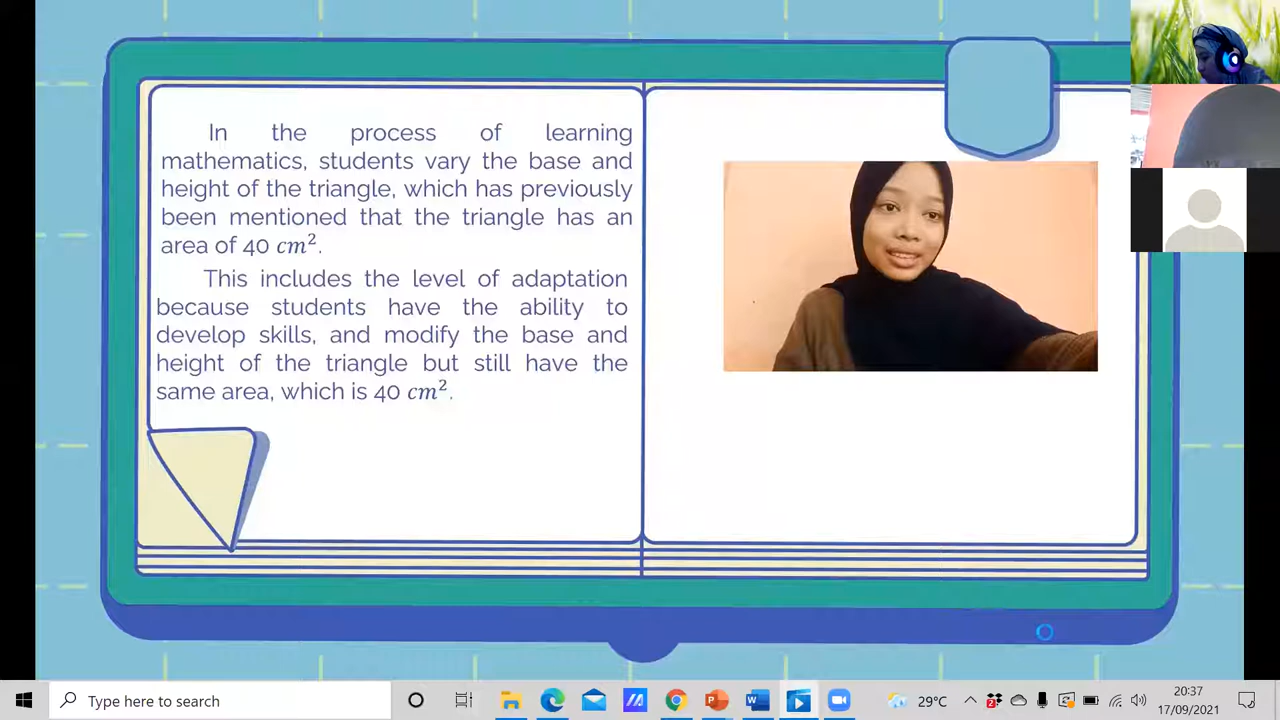 In the process of learning
mathematics, students vary the base and
height of the triangle, which has previously
been mentioned that the triangle has an
area of 40 cm².
This includes the level of adaptation
because students have the ability to
develop skills, and modify the base and
height of the triangle but still have the
same area, which is 40 cm².
Type here to search
2
29°C
20:37
17/09/2021